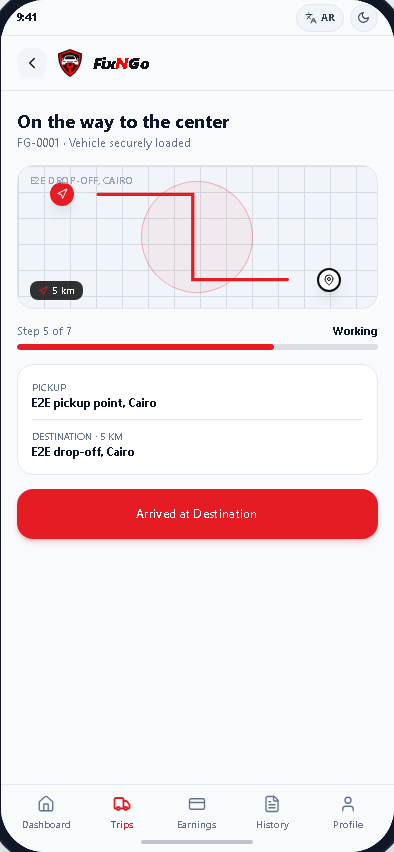 9:41
AR
FixNGo
On the way to the center
FG-0001 · Vehicle securely loaded
E2E DROP-OFF, CAIRO
5 km
Step 5 of 7
Working
PICKUP
E2E pickup point, Cairo
DESTINATION · 5 KM
E2E drop-off, Cairo
Arrived at Destination
Dashboard
Trips
Earnings
History
Profile